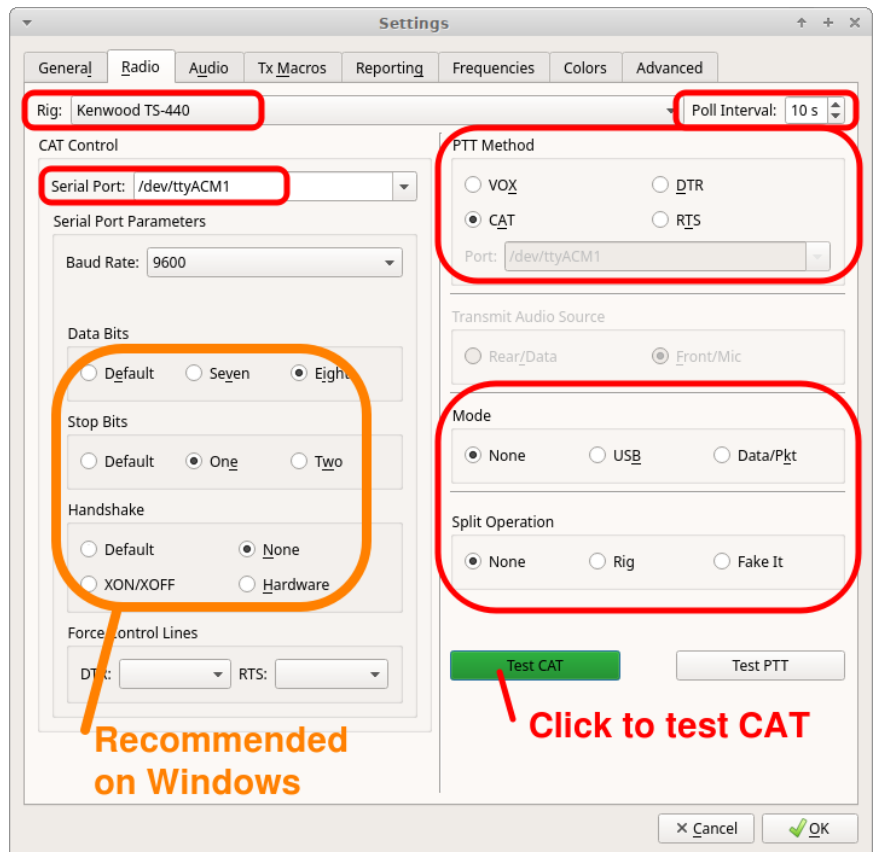 Settings
General Radio Audio Tx Macros Reporting Frequencies Colors Advanced
Rig: Kenwood TS-440 Poll Interval: 10 s
CAT Control
Serial Port: /dev/ttyACM1
Serial Port Parameters
Baud Rate: 9600
Data Bits
Default Seven Eight
Stop Bits
Default One Two
Handshake
Default None
XON/XOFF Hardware
Force Control Lines
DTR: RTS:
Recommended
on Windows
PTT Method
VOX DTR
CAT RTS
Port: /dev/ttyACM1
Transmit Audio Source
Rear/Data Front/Mic
Mode
None USB Data/Pkt
Split Operation
None Rig Fake It
Test CAT Test PTT
Click to test CAT
Cancel OK